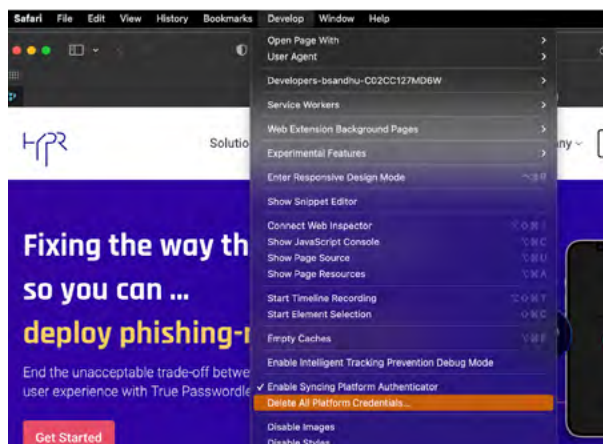 Safari File Edit View History Bookmarks Develop Window Help
Open Page With
User Agent
Developers-bsandhu-C02CC127MD6W
Service Workers
Web Extension Background Pages
Experimental Features
Enter Responsive Design Mode
Show Snippet Editor
Connect Web Inspector
Show JavaScript Console
Show Page Source
Show Page Resources
Start Timeline Recording
Start Element Selection
Empty Caches
Enable Intelligent Tracking Prevention Debug Mode
✓ Enable Syncing Platform Authenticator
Delete All Platform Credentials...
Disable Images
Disable Styles
HYPR
Solutio
ny
Fixing the way th
so you can ...
deploy phishing-r
End the unacceptable trade-off betwe
user experience with True Passwordle
Get Started